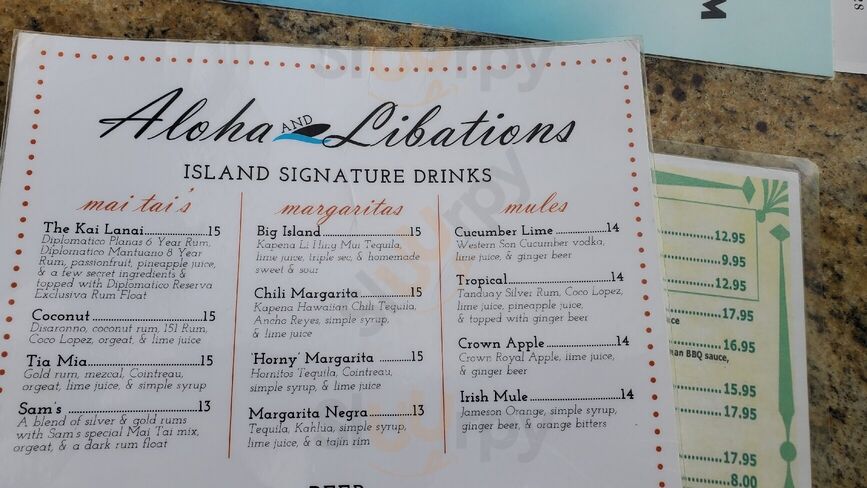 Aloha AND Libations
ISLAND SIGNATURE DRINKS
mai tai's
The Kai Lanai 15
Diplomatico Planas 6 Year Rum,
Diplomatico Mantuano 8 Year
Rum, passionfruit, pineapple juice,
& a few secret ingredients &
topped with Diplomatico Reserva
Exclusiva Rum Float
Coconut 15
Disaronno, coconut rum, 151 Rum,
Coco Lopez, orgeat, & lime juice
Tia Mia 15
Gold rum, mezcal, Cointreau,
orgeat, lime juice, & simple syrup
Sam's 13
A blend of silver & gold rums
with Sam's special Mai Tai mix,
orgeat, & a dark rum float
margaritas
Big Island 15
Kapena Li Hing Mui Tequila,
lime juice, triple sec, & homemade
sweet & sour
Chili Margarita 15
Kapena Hawaiian Chili Tequila,
Ancho Reyes, simple syrup,
& lime juice
Horny' Margarita 15
Hornitos Tequila, Cointreau,
simple syrup, & lime juice
Margarita Negra 13
Tequila, Kahlua, simple syrup,
lime juice, & a tajin rim
mules
Cucumber Lime 14
Western Son Cucumber vodka,
lime juice, & ginger beer
Tropical 14
Tanduay Silver Rum, Coco Lopez,
lime juice, pineapple juice,
& topped with ginger beer
Crown Apple 14
Crown Royal Apple, lime juice,
& ginger beer
Irish Mule 14
Jameson Orange, simple syrup,
ginger beer, & orange bitters
12.95
9.95
12.95
17.95
16.95
BBQ sauce,
15.95
17.95
17.95
8.00
M
Sluurpy
Sluurpy
Sluurpy